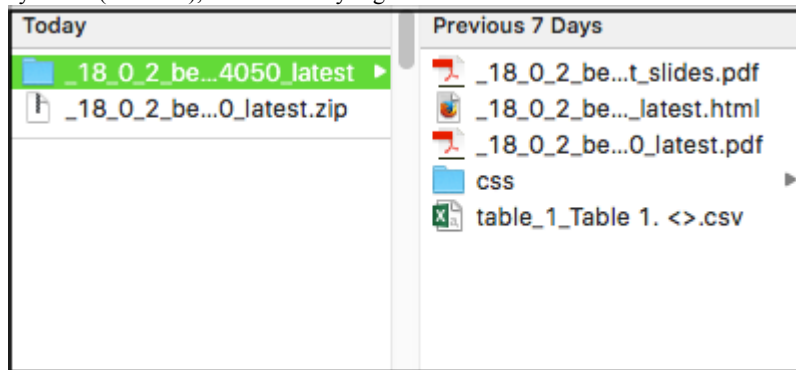 Today
_18_0_2_be...4050_latest
_18_0_2_be...0_latest.zip
Previous 7 Days
_18_0_2_be...t_slides.pdf
_18_0_2_be..._latest.html
_18_0_2_be...0_latest.pdf
css
table_1_Table 1. <>.csv